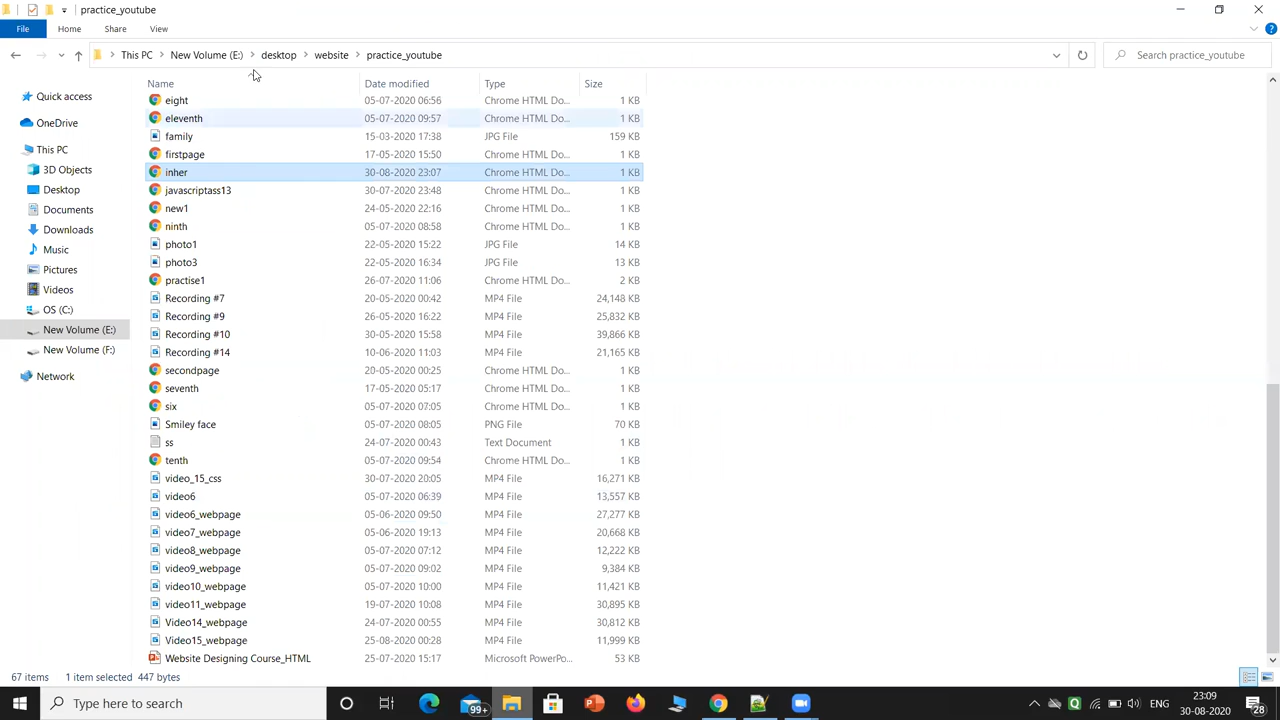 practice_youtube
File Home Share View
This PC New Volume (E:) desktop website practice_youtube
Search practice_youtube
Name Date modified Type Size
Quick access
OneDrive
This PC
3D Objects
Desktop
Documents
Downloads
Music
Pictures
Videos
OS (C:)
New Volume (E:)
New Volume (F:)
Network
eight 05-07-2020 06:56 Chrome HTML Do... 1 KB
eleventh 05-07-2020 09:57 Chrome HTML Do... 1 KB
family 15-03-2020 17:38 JPG File 159 KB
firstpage 17-05-2020 15:50 Chrome HTML Do... 1 KB
inher 30-08-2020 23:07 Chrome HTML Do... 1 KB
javascriptass13 30-07-2020 23:48 Chrome HTML Do... 1 KB
new1 24-05-2020 22:16 Chrome HTML Do... 1 KB
ninth 05-07-2020 08:58 Chrome HTML Do... 1 KB
photo1 22-05-2020 15:22 JPG File 14 KB
photo3 22-05-2020 16:34 JPG File 13 KB
practise1 26-07-2020 11:06 Chrome HTML Do... 2 KB
Recording #7 20-05-2020 00:42 MP4 File 24,148 KB
Recording #9 26-05-2020 16:22 MP4 File 25,832 KB
Recording #10 30-05-2020 15:58 MP4 File 39,866 KB
Recording #14 10-06-2020 11:03 MP4 File 21,165 KB
secondpage 20-05-2020 00:25 Chrome HTML Do... 1 KB
seventh 17-05-2020 05:17 Chrome HTML Do... 1 KB
six 05-07-2020 07:05 Chrome HTML Do... 1 KB
Smiley face 05-07-2020 08:05 PNG File 70 KB
ss 24-07-2020 00:43 Text Document 1 KB
tenth 05-07-2020 09:54 Chrome HTML Do... 1 KB
video_15_css 30-07-2020 20:05 MP4 File 16,271 KB
video6 05-07-2020 06:39 MP4 File 13,557 KB
video6_webpage 05-06-2020 09:50 MP4 File 27,277 KB
video7_webpage 05-06-2020 19:13 MP4 File 20,668 KB
video8_webpage 05-07-2020 07:12 MP4 File 12,222 KB
video9_webpage 05-07-2020 09:02 MP4 File 9,384 KB
video10_webpage 05-07-2020 10:00 MP4 File 11,421 KB
video11_webpage 19-07-2020 10:08 MP4 File 30,895 KB
Video14_webpage 24-07-2020 00:55 MP4 File 30,812 KB
Video15_webpage 25-08-2020 00:28 MP4 File 11,999 KB
Website Designing Course_HTML 25-07-2020 15:17 Microsoft PowerPo... 53 KB
67 items 1 item selected 447 bytes
Type here to search
99+
ENG
23:09
30-08-2020
28